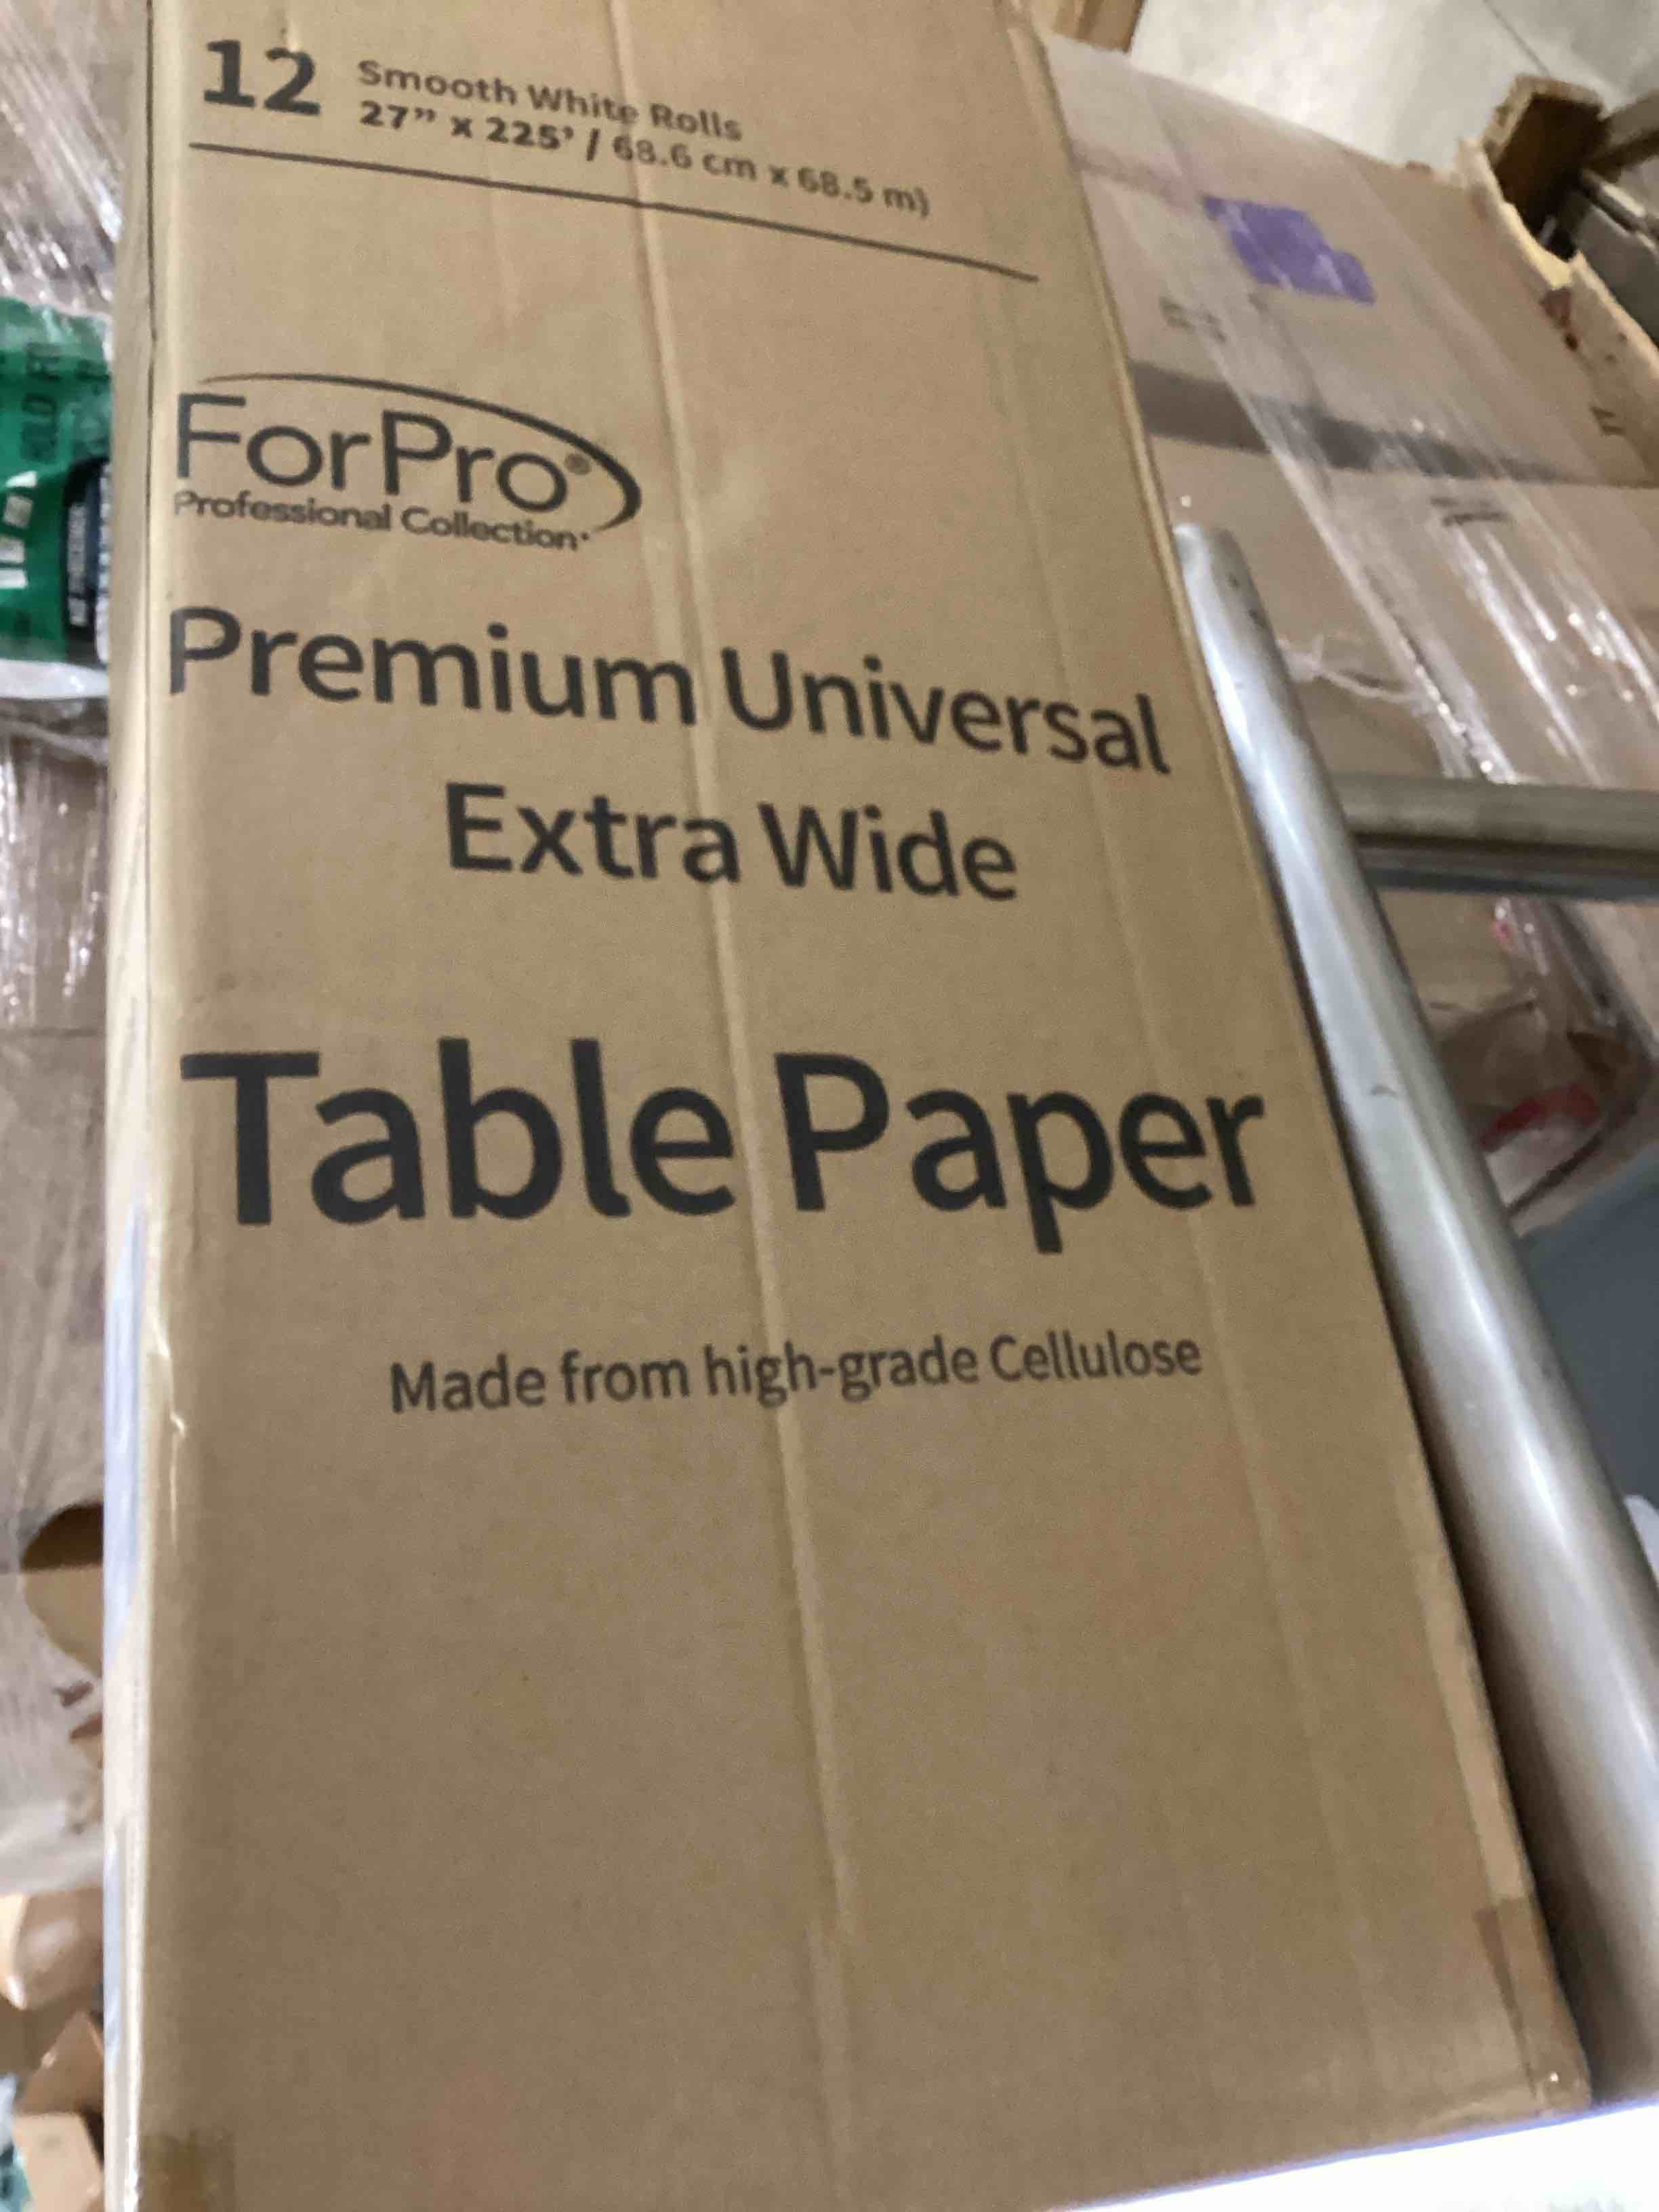 12 Smooth White Rolls
27" x 225' / 68.6 cm x 68.5 m)
ForPro®
Professional Collection
Premium Universal
Extra Wide
Table Paper
Made from high-grade Cellulose